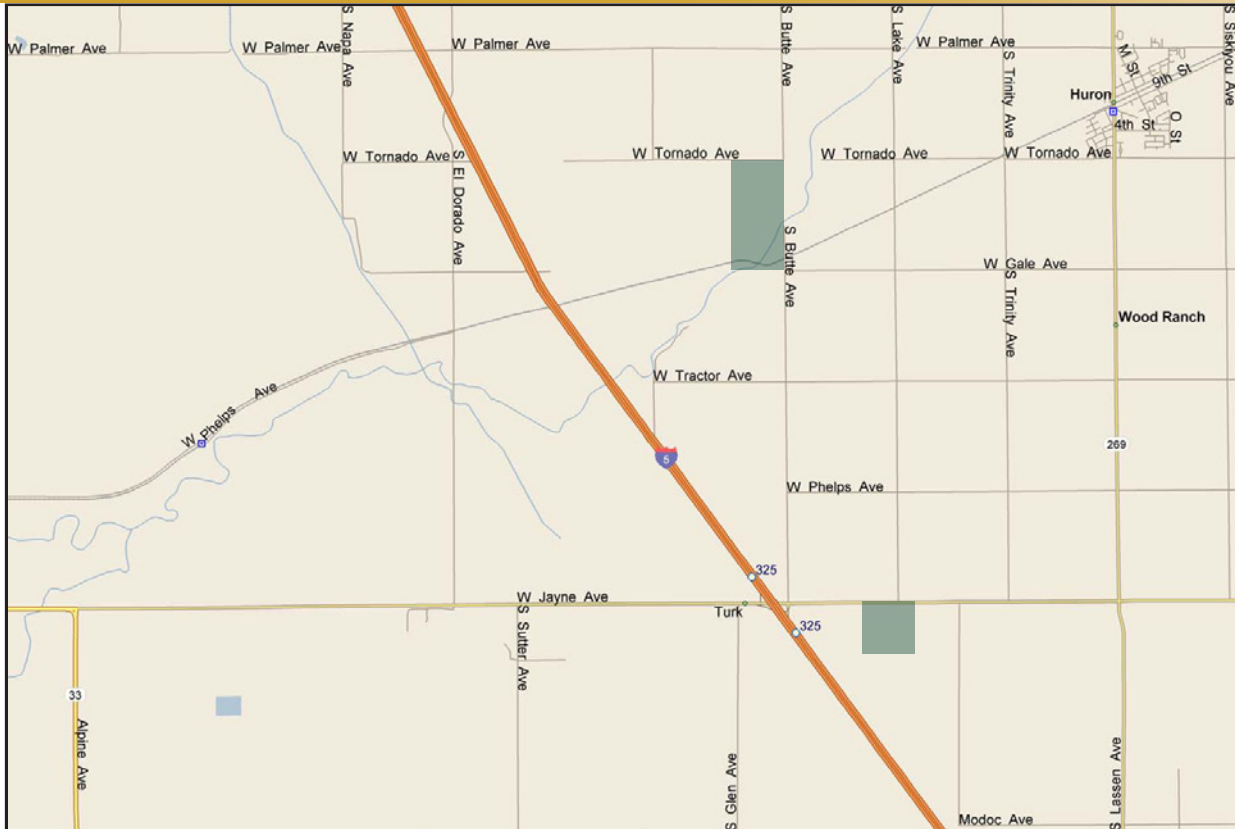 S Napa Ave
S Butte Ave
S Lake Ave
S Siskiyou Ave
W Palmer Ave
W Palmer Ave
W Palmer Ave
W Palmer Ave
S Trinity Ave
M St
9th St
Huron
4th St
O St
W Tornado Ave
S El Dorado Ave
W Tornado Ave
W Tornado Ave
W Tornado Ave
S Butte Ave
W Gale Ave
S Trinity Ave
Wood Ranch
W Tractor Ave
W Phelps Ave
269
5
W Phelps Ave
325
W Jayne Ave
Turk
S Sutter Ave
325
33
Alpine Ave
S Glen Ave
S Lassen Ave
Modoc Ave